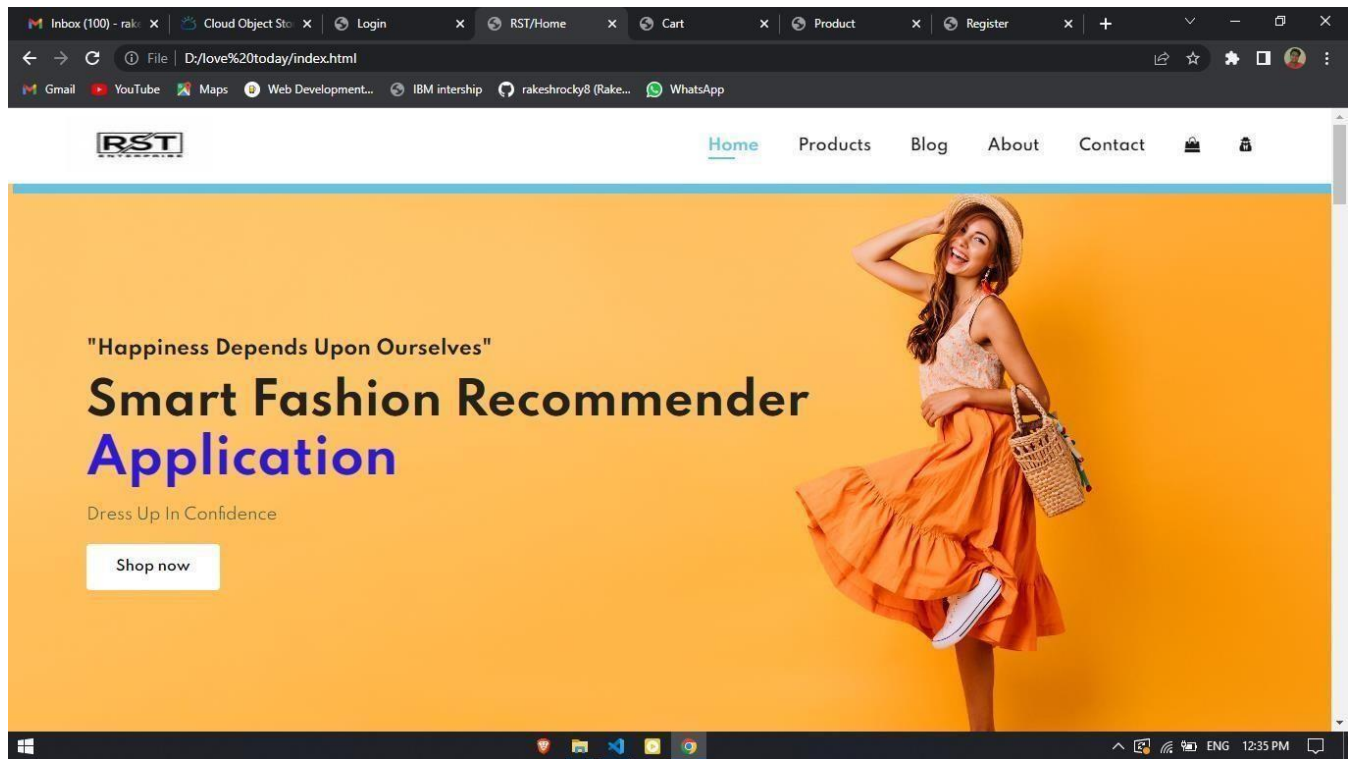 Inbox (100) - rak
Cloud Object Sto
Login
RST/Home
Cart
Product
Register
File
D:/love%20today/index.html
Gmail
YouTube
Maps
Web Development...
IBM intership
rakeshrocky8 (Rake...
WhatsApp
RST
ENTERPRISE
Home
Products
Blog
About
Contact
"Happiness Depends Upon Ourselves"
Smart Fashion Recommender
Application
Dress Up In Confidence
Shop now
ENG
12:35 PM